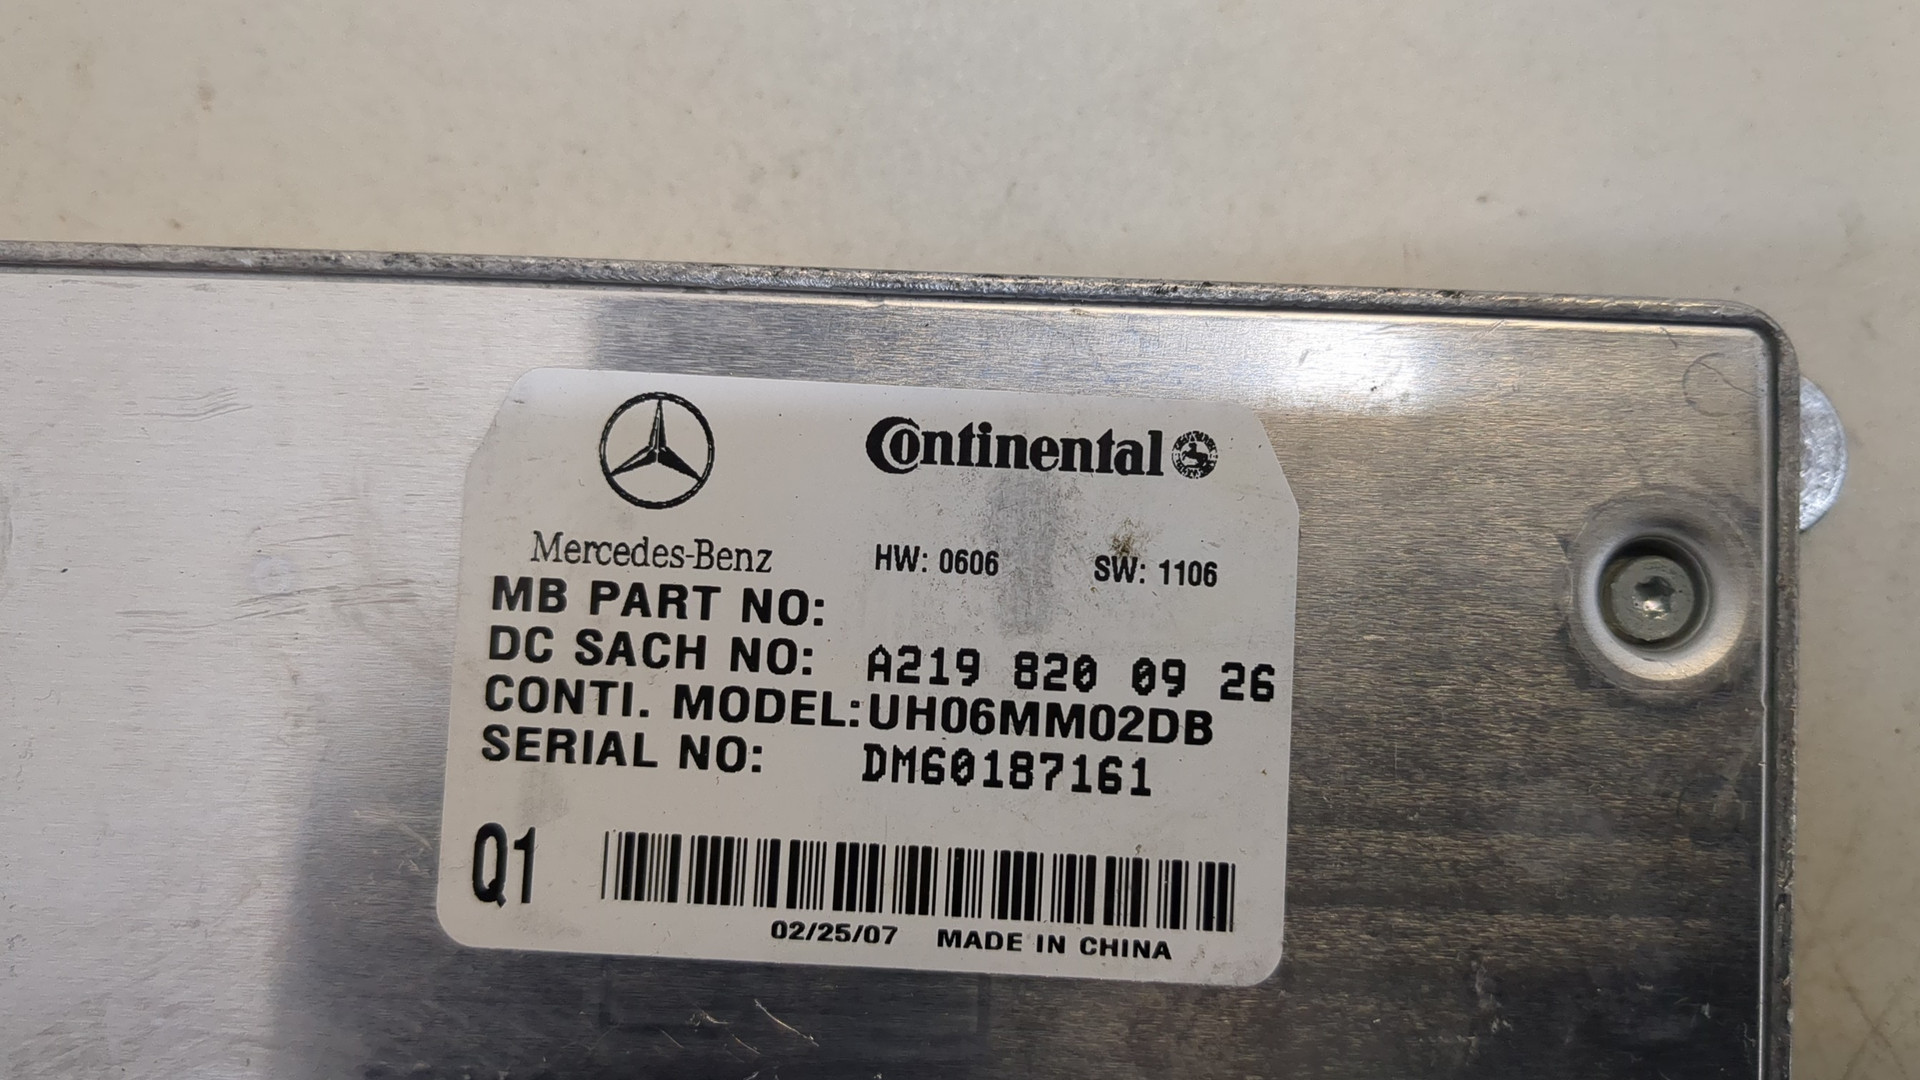 Continental
Mercedes-Benz
HW: 0606 SW: 1106
MB PART NO:
DC SACH NO: A219 820 09 26
CONTI. MODEL:UH06MM02DB
SERIAL NO: DM60187161
Q1
02/25/07 MADE IN CHINA